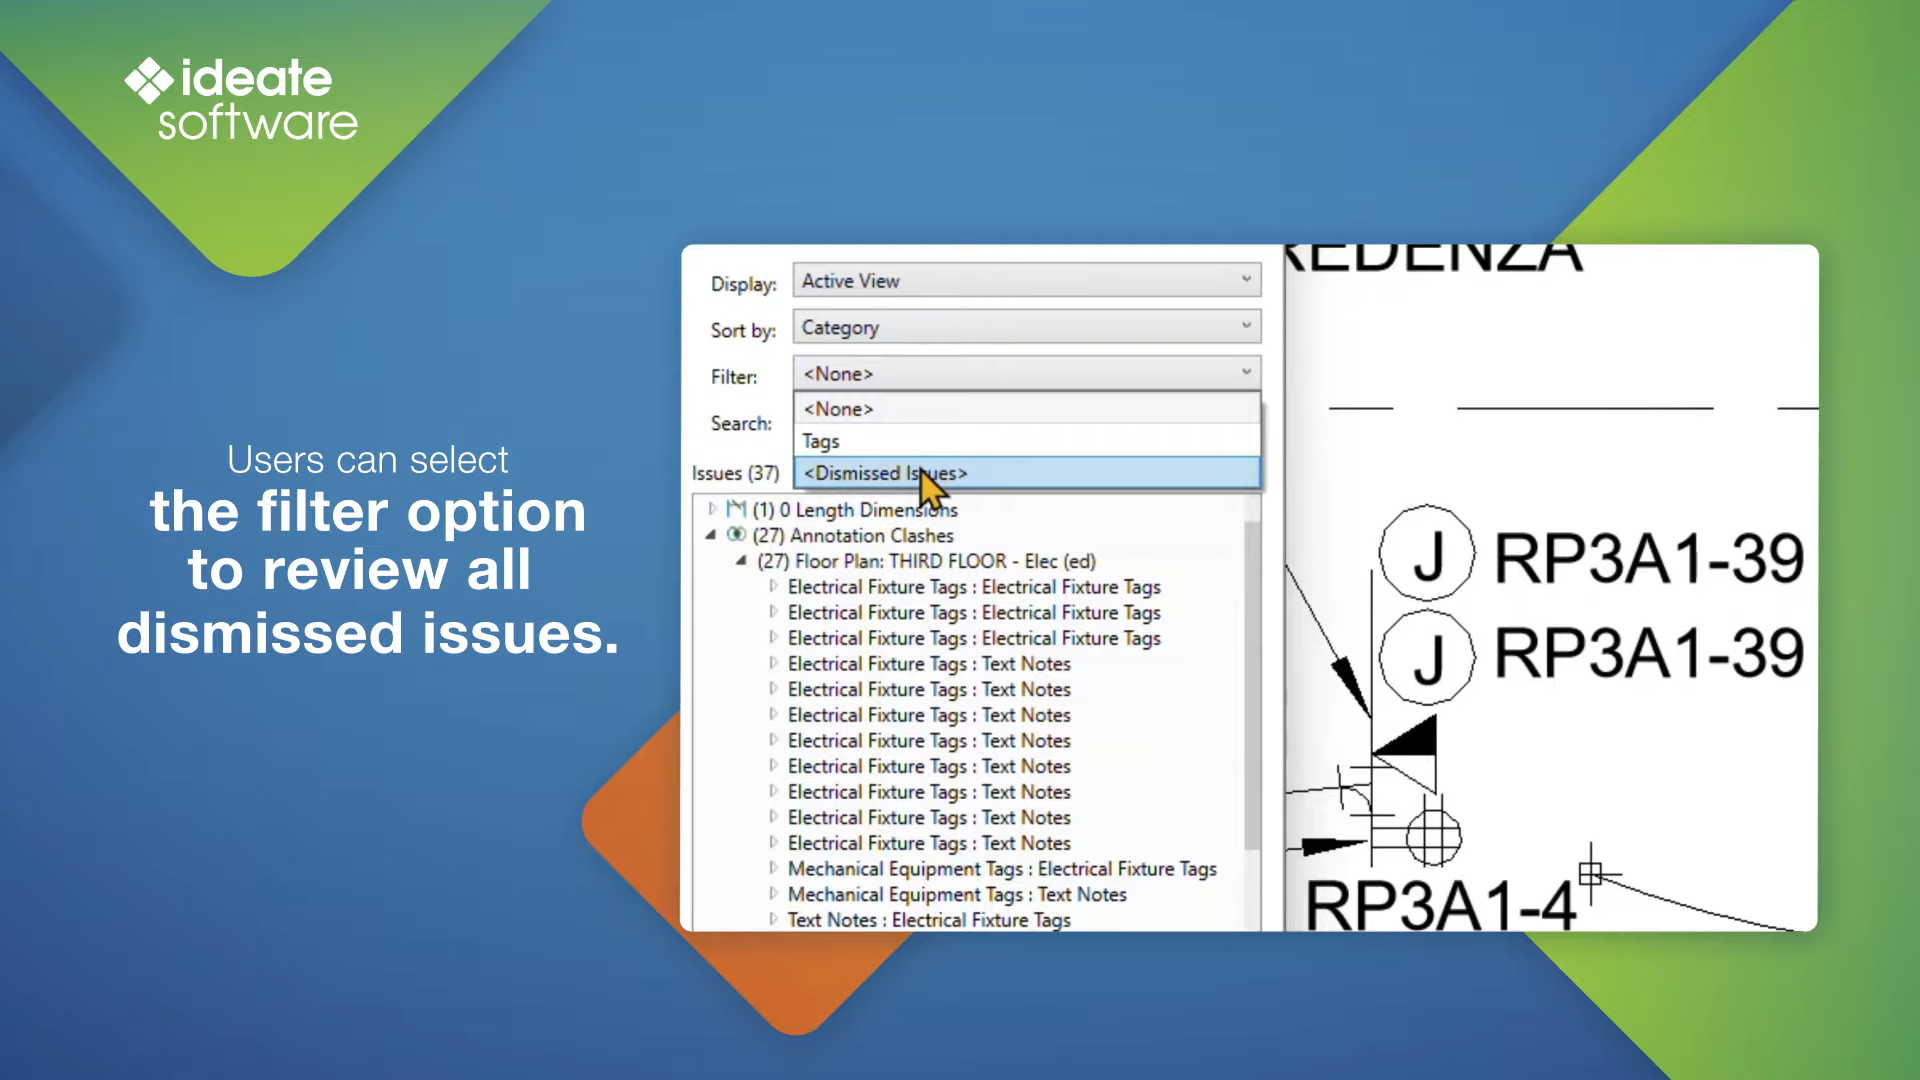 ideate
software
Users can select
the filter option
to review all
dismissed issues.
Display: Active View
Sort by: Category
Filter: <None>
<None>
Search:
Tags
Issues (37) <Dismissed Issues>
(1) 0 Length Dimensions
(27) Annotation Clashes
(27) Floor Plan: THIRD FLOOR - Elec (ed)
Electrical Fixture Tags : Electrical Fixture Tags
Electrical Fixture Tags : Electrical Fixture Tags
Electrical Fixture Tags : Electrical Fixture Tags
Electrical Fixture Tags : Text Notes
Electrical Fixture Tags : Text Notes
Electrical Fixture Tags : Text Notes
Electrical Fixture Tags : Text Notes
Electrical Fixture Tags : Text Notes
Electrical Fixture Tags : Text Notes
Electrical Fixture Tags : Text Notes
Electrical Fixture Tags : Text Notes
Mechanical Equipment Tags : Electrical Fixture Tags
Mechanical Equipment Tags : Text Notes
Text Notes : Electrical Fixture Tags
REDENZA
J RP3A1-39
J RP3A1-39
RP3A1-4